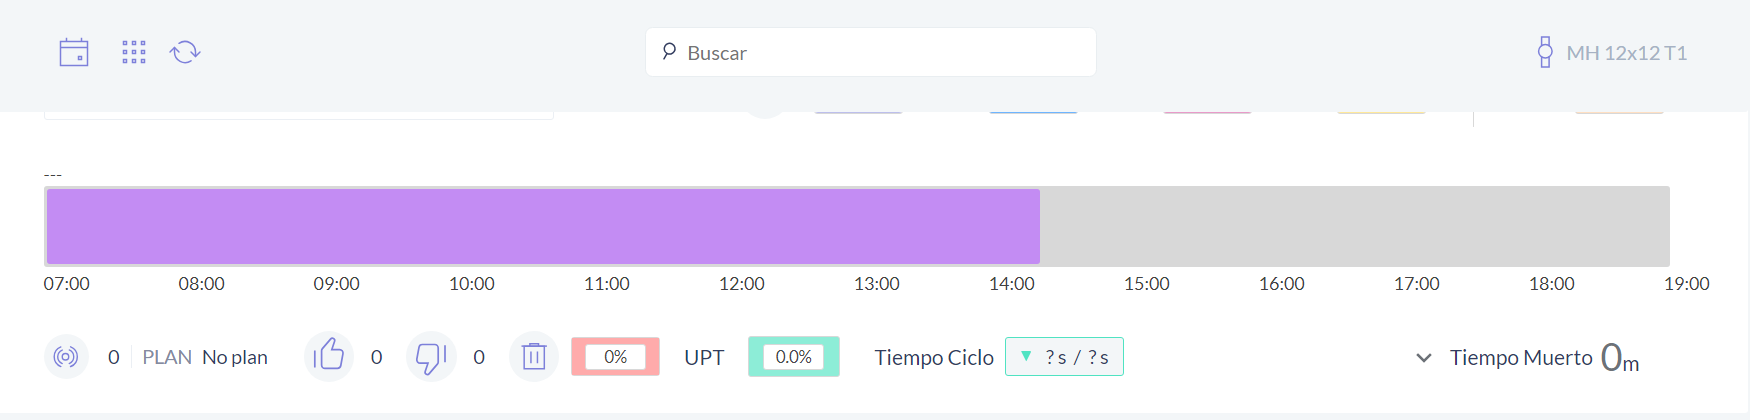 Buscar
MH 12x12 T1
---
07:00 08:00 09:00 10:00 11:00 12:00 13:00 14:00 15:00 16:00 17:00 18:00 19:00
0 PLAN No plan 0 0 0% UPT 0.0% Tiempo Ciclo ?s / ?s Tiempo Muerto 0m